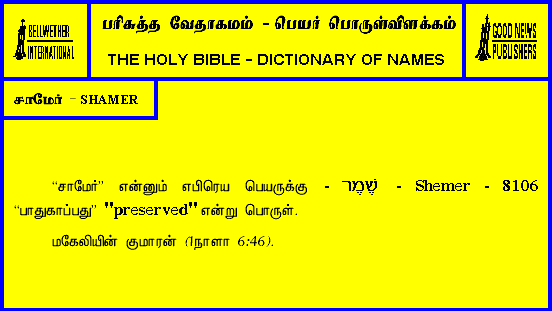 BELLWETHER
INTERNATIONAL
பரிசுத்த வேதாகமம் - பெயர் பொருள்விளக்கம்
THE HOLY BIBLE - DICTIONARY OF NAMES
GOOD NEWS
PUBLISHERS
சாமேர் - SHAMER
“சாமேர்” என்னும் எபிரெய பெயருக்கு - שֶׁמֶר - Shemer - 8106
“பாதுகாப்பது” "preserved" என்று பொருள்.
மகேலியின் குமாரன் (1நாளா 6:46).